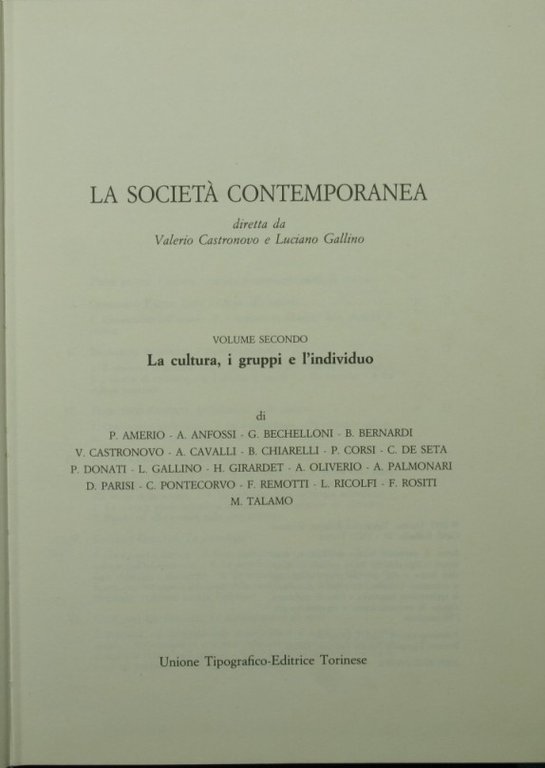 LA SOCIETÀ CONTEMPORANEA
diretta da
Valerio Castronovo e Luciano Gallino
VOLUME SECONDO
La cultura, i gruppi e l'individuo
di
P. AMERIO - A. ANFOSSI - G. BECHELLONI - B. BERNARDI
V. CASTRONOVO - A. CAVALLI - B. CHIARELLI - P. CORSI - C. DE SETA
P. DONATI - L. GALLINO - H. GIRARDET - A. OLIVERIO - A. PALMONARI
D. PARISI - C. PONTECORVO - F. REMOTTI - L. RICOLFI - F. ROSITI
M. TALAMO
Unione Tipografico-Editrice Torinese